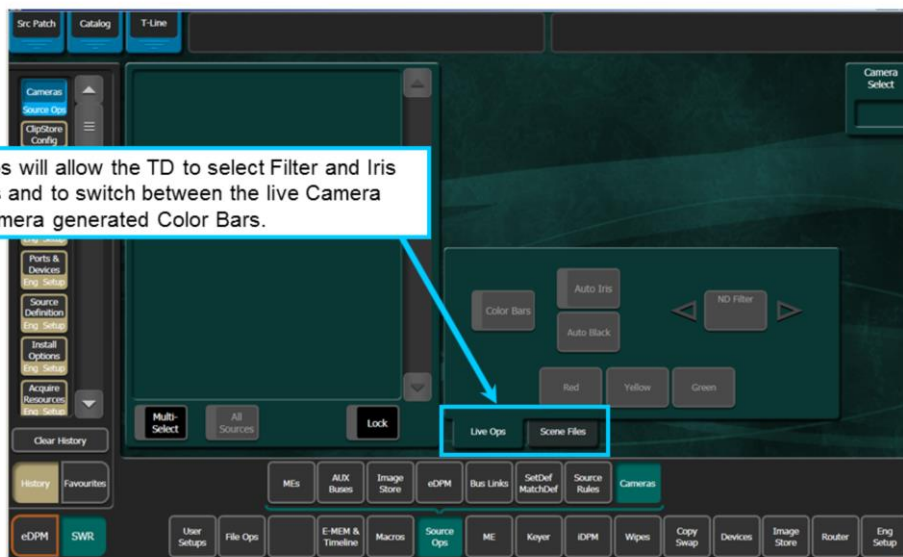 Src Patch
Catalog
T-Line
Camera
Select
Cameras
Source Ops
ClipStore
Config
s will allow the TD to select Filter and Iris
s and to switch between the live Camera
mera generated Color Bars.
Eng Setup
Ports &
Devices
Eng Setup
Source
Definition
Eng Setup
Install
Options
Eng Setup
Acquire
Resources
Eng Setup
Clear History
History
Favourites
Multi-
Select
All
Sources
Lock
Color Bars
Auto Iris
Auto Black
ND Filter
Red
Yellow
Green
Live Ops
Scene Files
MEs
AUX
Buses
Image
Store
eDPM
Bus Links
SetDef
MatchDef
Source
Rules
Cameras
eDPM
SWR
User
Setups
File Ops
E-MEM &
Timeline
Macros
Source
Ops
ME
Keyer
iDPM
Wipes
Copy
Swap
Devices
Image
Store
Router
Eng
Setup